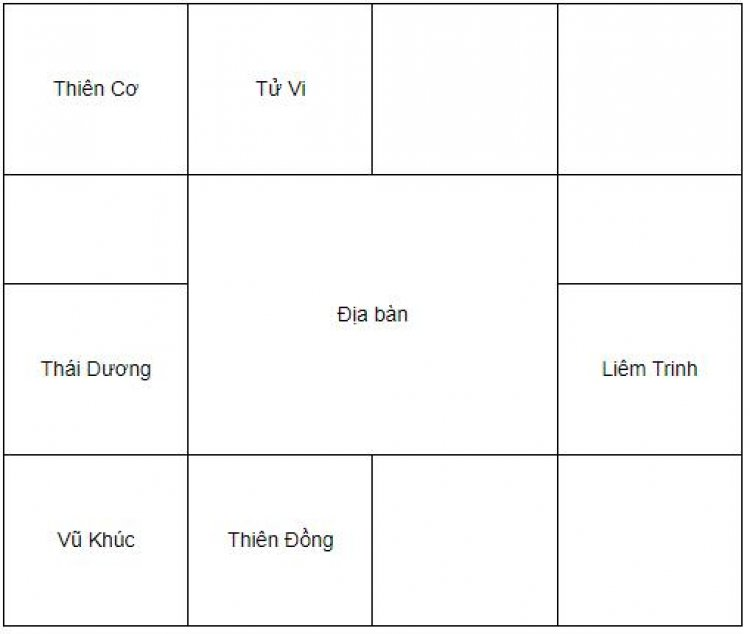 Thiên Cơ
Tử Vi
Địa bàn
Thái Dương
Liêm Trinh
Vũ Khúc
Thiên Đồng